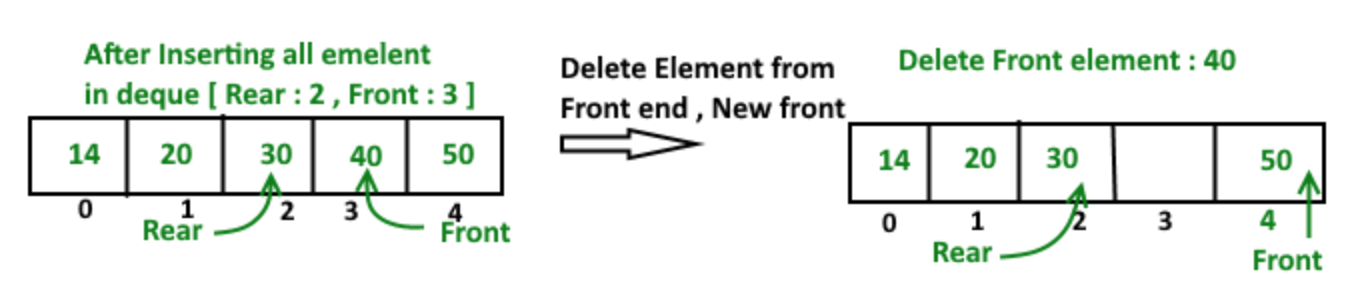 After Inserting all emelent
in deque [ Rear : 2 , Front : 3 ]
14 20 30 40 50
0 1 2 3 4
Rear Front
Delete Element from
Front end , New front
Delete Front element : 40
14 20 30 50
0 1 2 3 4
Rear Front